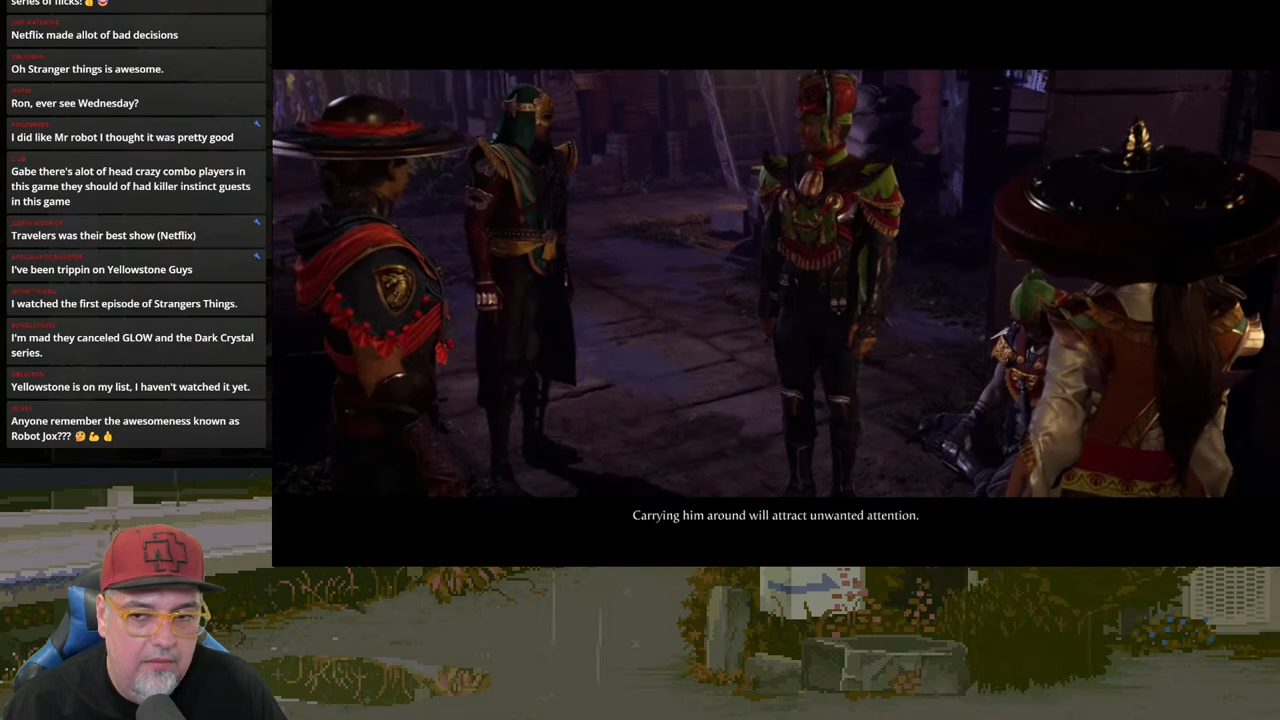 series of flicks! 👍 😍
Netflix made allot of bad decisions
Oh Stranger things is awesome.
Ron, ever see Wednesday?
I did like Mr robot I thought it was pretty good
Gabe there's alot of head crazy combo players in
this game they should of had killer instinct guests
in this game
Travelers was their best show (Netflix)
I've been trippin on Yellowstone Guys
I watched the first episode of Strangers Things.
I'm mad they canceled GLOW and the Dark Crystal
series.
Yellowstone is on my list, I haven't watched it yet.
Anyone remember the awesomeness known as
Robot Jox??? 🤔 💪 👍
Carrying him around will attract unwanted attention.